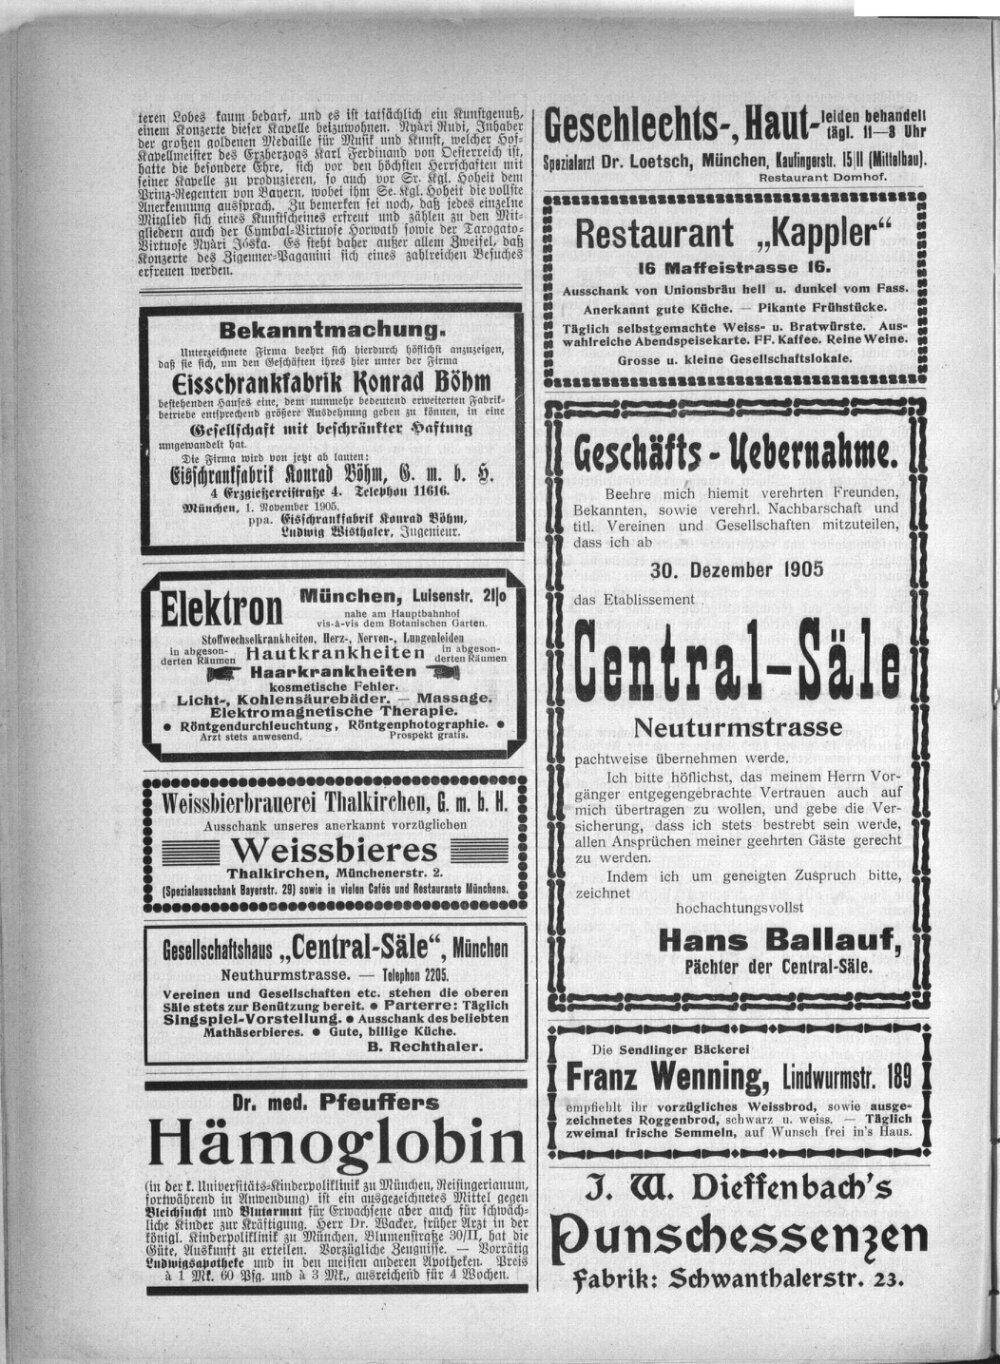 teren Lobes kaum bedarf, und es ist tatsächlich ein Kunstgenuß,
einem Konzerte dieser Kapelle beizuwohnen. Nyári Rudi, Inhaber
der großen goldenen Medaille für Musik und Kunst, welcher Hof-
Kapellmeister des Erzherzogs Karl Ferdinand von Oesterreich ist,
hatte die besondere Ehre, sich vor den höchsten Herrschaften mit
seiner Kapelle zu produzieren, so auch vor Sr. Kgl. Hoheit dem
Prinz-Regenten von Bayern, wobei ihm Se. Kgl. Hoheit die vollste
Anerkennung aussprach. Zu bemerken sei noch, daß jedes einzelne
Mitglied sich eines Kunstscheines erfreut und zählen zu den Mit-
gliedern auch der Cymbal-Virtuose Horwath sowie der Tarogato-
Virtuose Nyári Jóska. Es steht daher außer allem Zweifel, daß
Konzerte des Zigeuner-Paganini sich eines zahlreichen Besuches
erfreuen werden.
Bekanntmachung.
Unterzeichnete Firma beehrt sich hierdurch höflichst anzuzeigen,
daß sie sich, um den Geschäften ihres hier unter der Firma
Eisschrankfabrik Konrad Böhm
bestehenden Hauses eine, dem nunmehr bedeutend erweiterten Fabrik-
betriebe entsprechend größere Ausdehnung geben zu können, in eine
Gesellschaft mit beschränkter Haftung
umgewandelt hat.
Die Firma wird von jetzt ab lauten:
Eisschrankfabrik Konrad Böhm, G. m. b. H.
4 Erzgießereistraße 4. Telephon 11616.
München, 1. November 1905.
ppa. Eisschrankfabrik Konrad Böhm,
Ludwig Wisthaler, Ingenieur.
Elektron München, Luisenstr. 21|0
nahe am Hauptbahnhof
vis-à-vis dem Botanischen Garten.
Stoffwechselkrankheiten, Herz-, Nerven-, Lungenleiden
in abgeson-
derten Räumen Hautkrankheiten in abgeson-
derten Räumen
Haarkrankheiten
kosmetische Fehler.
Licht-, Kohlensäurebäder. — Massage.
Elektromagnetische Therapie.
● Röntgendurchleuchtung, Röntgenphotographie. ●
Arzt stets anwesend. Prospekt gratis.
Weissbierbrauerei Thalkirchen, G. m. b. H.
Ausschank unseres anerkannt vorzüglichen
Weissbieres
Thalkirchen, Münchenerstr. 2.
(Spezialausschank Bayerstr. 29) sowie in vielen Cafés und Restaurants Münchens.
Gesellschaftshaus „Central-Säle“, München
Neuthurmstrasse. — Telephon 2205.
Vereinen und Gesellschaften etc. stehen die oberen
Säle stets zur Benützung bereit. ● Parterre: Täglich
Singspiel-Vorstellung. ● Ausschank des beliebten
Mathäserbieres. ● Gute, billige Küche.
B. Rechthaler.
Dr. med. Pfeuffers
Hämoglobin
(in der k. Universitäts-Kinderpoliklinik zu München, Reisingerianum,
fortwährend in Anwendung) ist ein ausgezeichnetes Mittel gegen
Bleichsucht und Blutarmut für Erwachsene aber auch für schwäch-
liche Kinder zur Kräftigung. Herr Dr. Wacker, früher Arzt in der
königl. Kinderpoliklinik zu München, Blumenstraße 30/II, hat die
Güte, Auskunft zu erteilen. Vorzügliche Zeugnisse. — Vorrätig
Ludwigsapotheke und in den meisten anderen Apotheken. Preis
à 1 Mk. 60 Pfg. und à 3 Mk., ausreichend für 4 Wochen.
Geschlechts-, Haut- leiden behandelt
tägl. 11—8 Uhr
Spezialarzt Dr. Loetsch, München, Kaufingerstr. 15|II (Mittelbau).
Restaurant Domhof.
Restaurant „Kappler“
16 Maffeistrasse 16.
Ausschank von Unionsbräu hell u. dunkel vom Fass.
Anerkannt gute Küche. — Pikante Frühstücke.
Täglich selbstgemachte Weiss- u. Bratwürste. Aus-
wahlreiche Abendspeisekarte. FF. Kaffee. Reine Weine.
Grosse u. kleine Gesellschaftslokale.
Geschäfts-Uebernahme.
Beehre mich hiemit verehrten Freunden,
Bekannten, sowie verehrl. Nachbarschaft und
titl. Vereinen und Gesellschaften mitzuteilen,
dass ich ab
30. Dezember 1905
das Etablissement
Central-Säle
Neuturmstrasse
pachtweise übernehmen werde.
Ich bitte höflichst, das meinem Herrn Vor-
gänger entgegengebrachte Vertrauen auch auf
mich übertragen zu wollen, und gebe die Ver-
sicherung, dass ich stets bestrebt sein werde,
allen Ansprüchen meiner geehrten Gäste gerecht
zu werden.
Indem ich um geneigten Zuspruch bitte,
zeichnet
hochachtungsvollst
Hans Ballauf,
Pächter der Central-Säle.
Die Sendlinger Bäckerei
Franz Wenning, Lindwurmstr. 189
empfiehlt ihr vorzügliches Weissbrod, sowie ausge-
zeichnetes Roggenbrod, schwarz u. weiss. — Täglich
zweimal frische Semmeln, auf Wunsch frei in's Haus.
J. W. Dieffenbach's
Punschessenzen
Fabrik: Schwanthalerstr. 23.